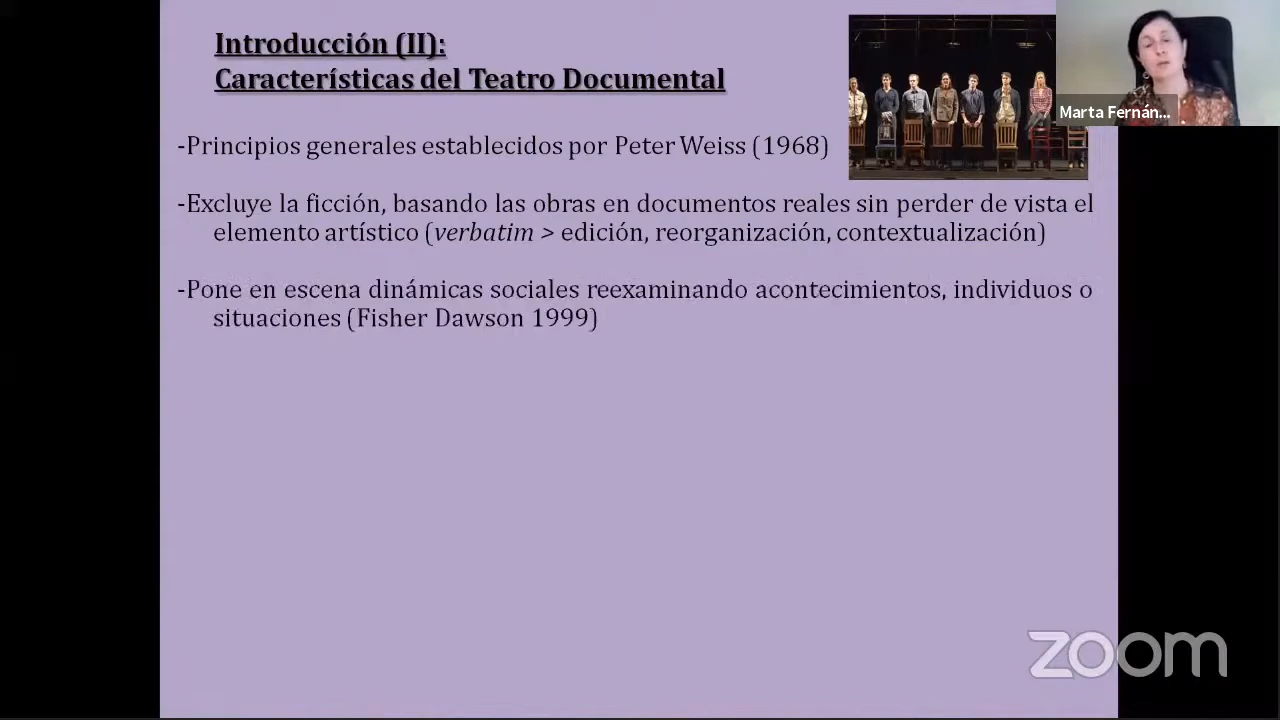 Introducción (II):
Características del Teatro Documental
Marta Fernán...
-Principios generales establecidos por Peter Weiss (1968)
-Excluye la ficción, basando las obras en documentos reales sin perder de vista el
elemento artístico (verbatim > edición, reorganización, contextualización)
-Pone en escena dinámicas sociales reexaminando acontecimientos, individuos o
situaciones (Fisher Dawson 1999)
zoom